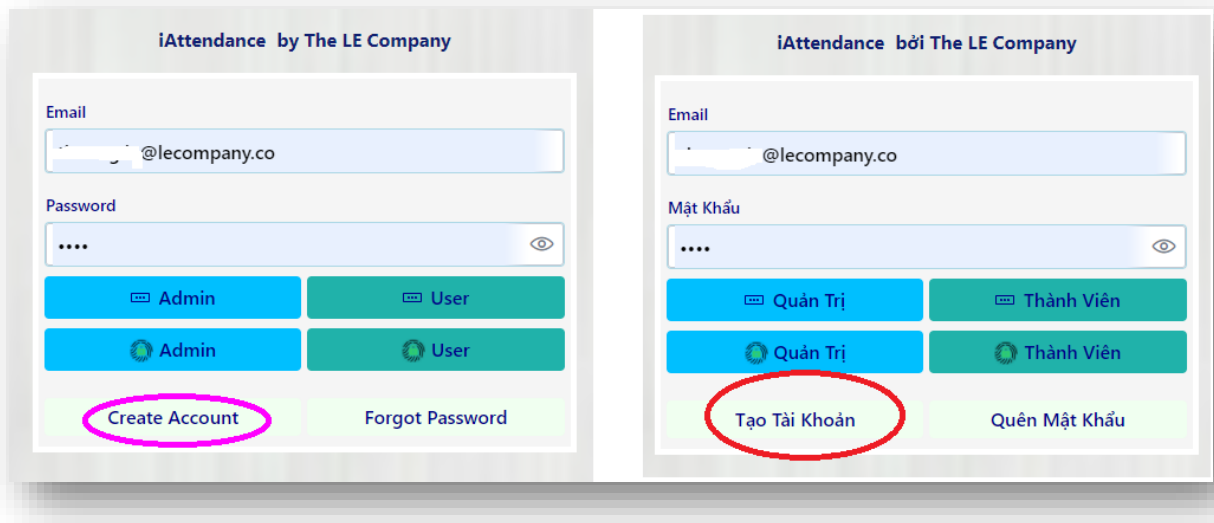 iAttendance by The LE Company
Email
@lecompany.co
Password
••••
Admin
User
Admin
User
Create Account
Forgot Password
iAttendance bởi The LE Company
Email
@lecompany.co
Mật Khẩu
••••
Quản Trị
Thành Viên
Quản Trị
Thành Viên
Tạo Tài Khoản
Quên Mật Khẩu